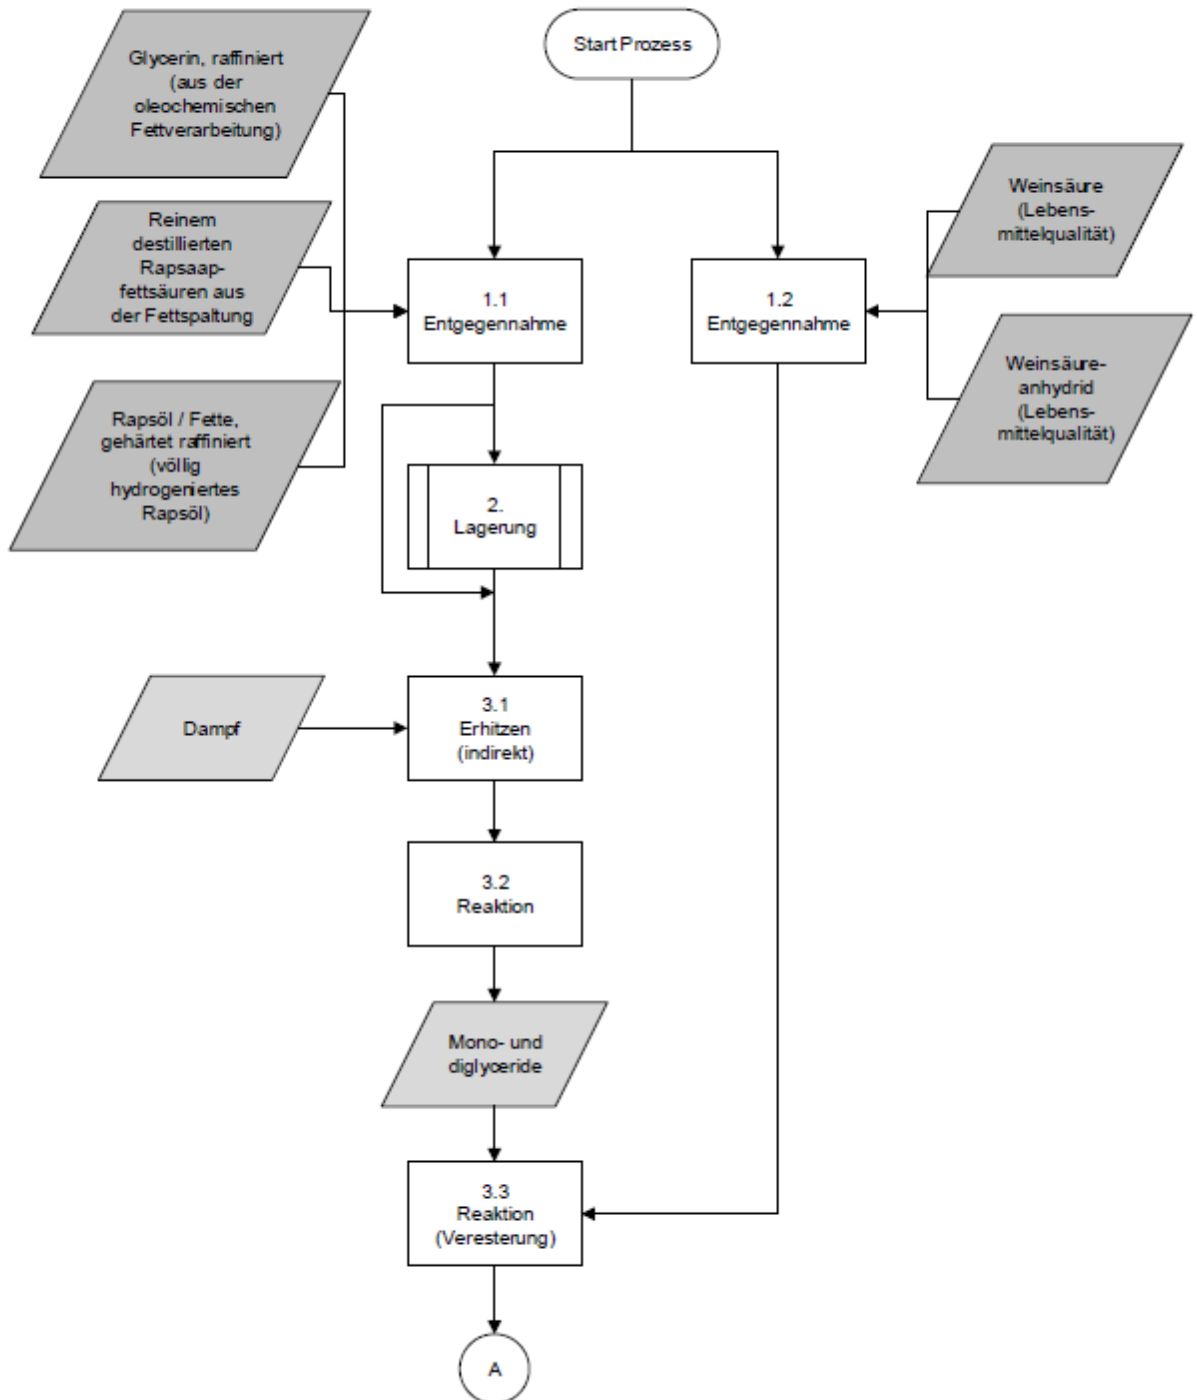 Start Prozess
Glycerin, raffiniert
(aus der
oleochemischen
Fettverarbeitung)
Reinem
destillierten
Rapsaap-
fettsäuren aus
der Fettspaltung
Rapsöl / Fette,
gehärtet raffiniert
(völlig
hydrogeniertes
Rapsöl)
1.1
Entgegennahme
1.2
Entgegennahme
Weinsäure
(Lebens-
mittelqualität)
Weinsäure-
anhydrid
(Lebens-
mittelqualität)
2.
Lagerung
Dampf
3.1
Erhitzen
(indirekt)
3.2
Reaktion
Mono- und
diglyceride
3.3
Reaktion
(Veresterung)
A